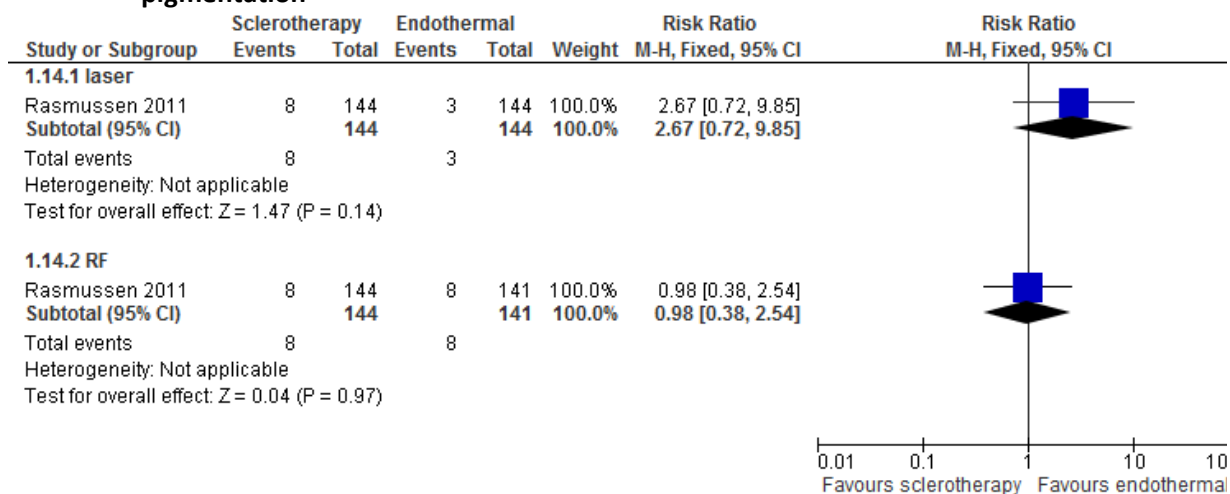 pigmentation
Sclerotherapy Endothermal Risk Ratio Risk Ratio
Study or Subgroup Events Total Events Total Weight M-H, Fixed, 95% CI M-H, Fixed, 95% CI
1.14.1 laser
Rasmussen 2011 8 144 3 144 100.0% 2.67 [0.72, 9.85]
Subtotal (95% CI) 144 144 100.0% 2.67 [0.72, 9.85]
Total events 8 3
Heterogeneity: Not applicable
Test for overall effect: Z = 1.47 (P = 0.14)
1.14.2 RF
Rasmussen 2011 8 144 8 141 100.0% 0.98 [0.38, 2.54]
Subtotal (95% CI) 144 141 100.0% 0.98 [0.38, 2.54]
Total events 8 8
Heterogeneity: Not applicable
Test for overall effect: Z = 0.04 (P = 0.97)
0.01 0.1 1 10 10
Favours sclerotherapy Favours endothermal